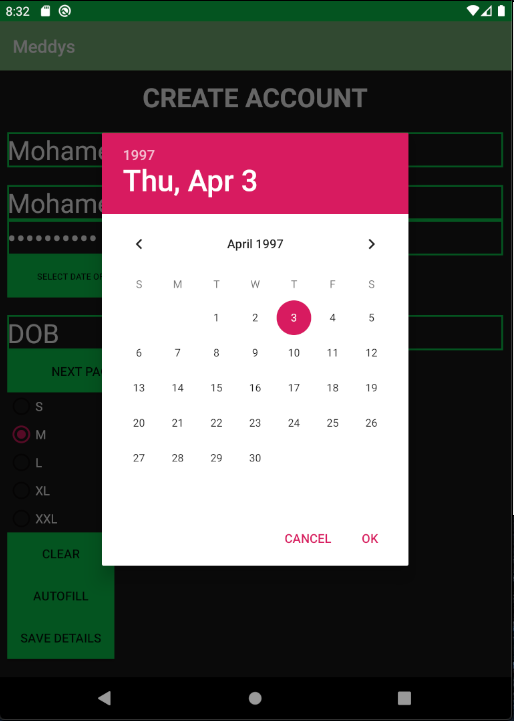 8:32
Meddys
CREATE ACCOUNT
Mohame
Mohame
••••••••••
SELECT DATE O
DOB
NEXT PA
S
M
L
XL
XXL
CLEAR
AUTOFILL
SAVE DETAILS
1997
Thu, Apr 3
April 1997
S M T W T F S
1 2 3 4 5
6 7 8 9 10 11 12
13 14 15 16 17 18 19
20 21 22 23 24 25 26
27 28 29 30
CANCEL OK